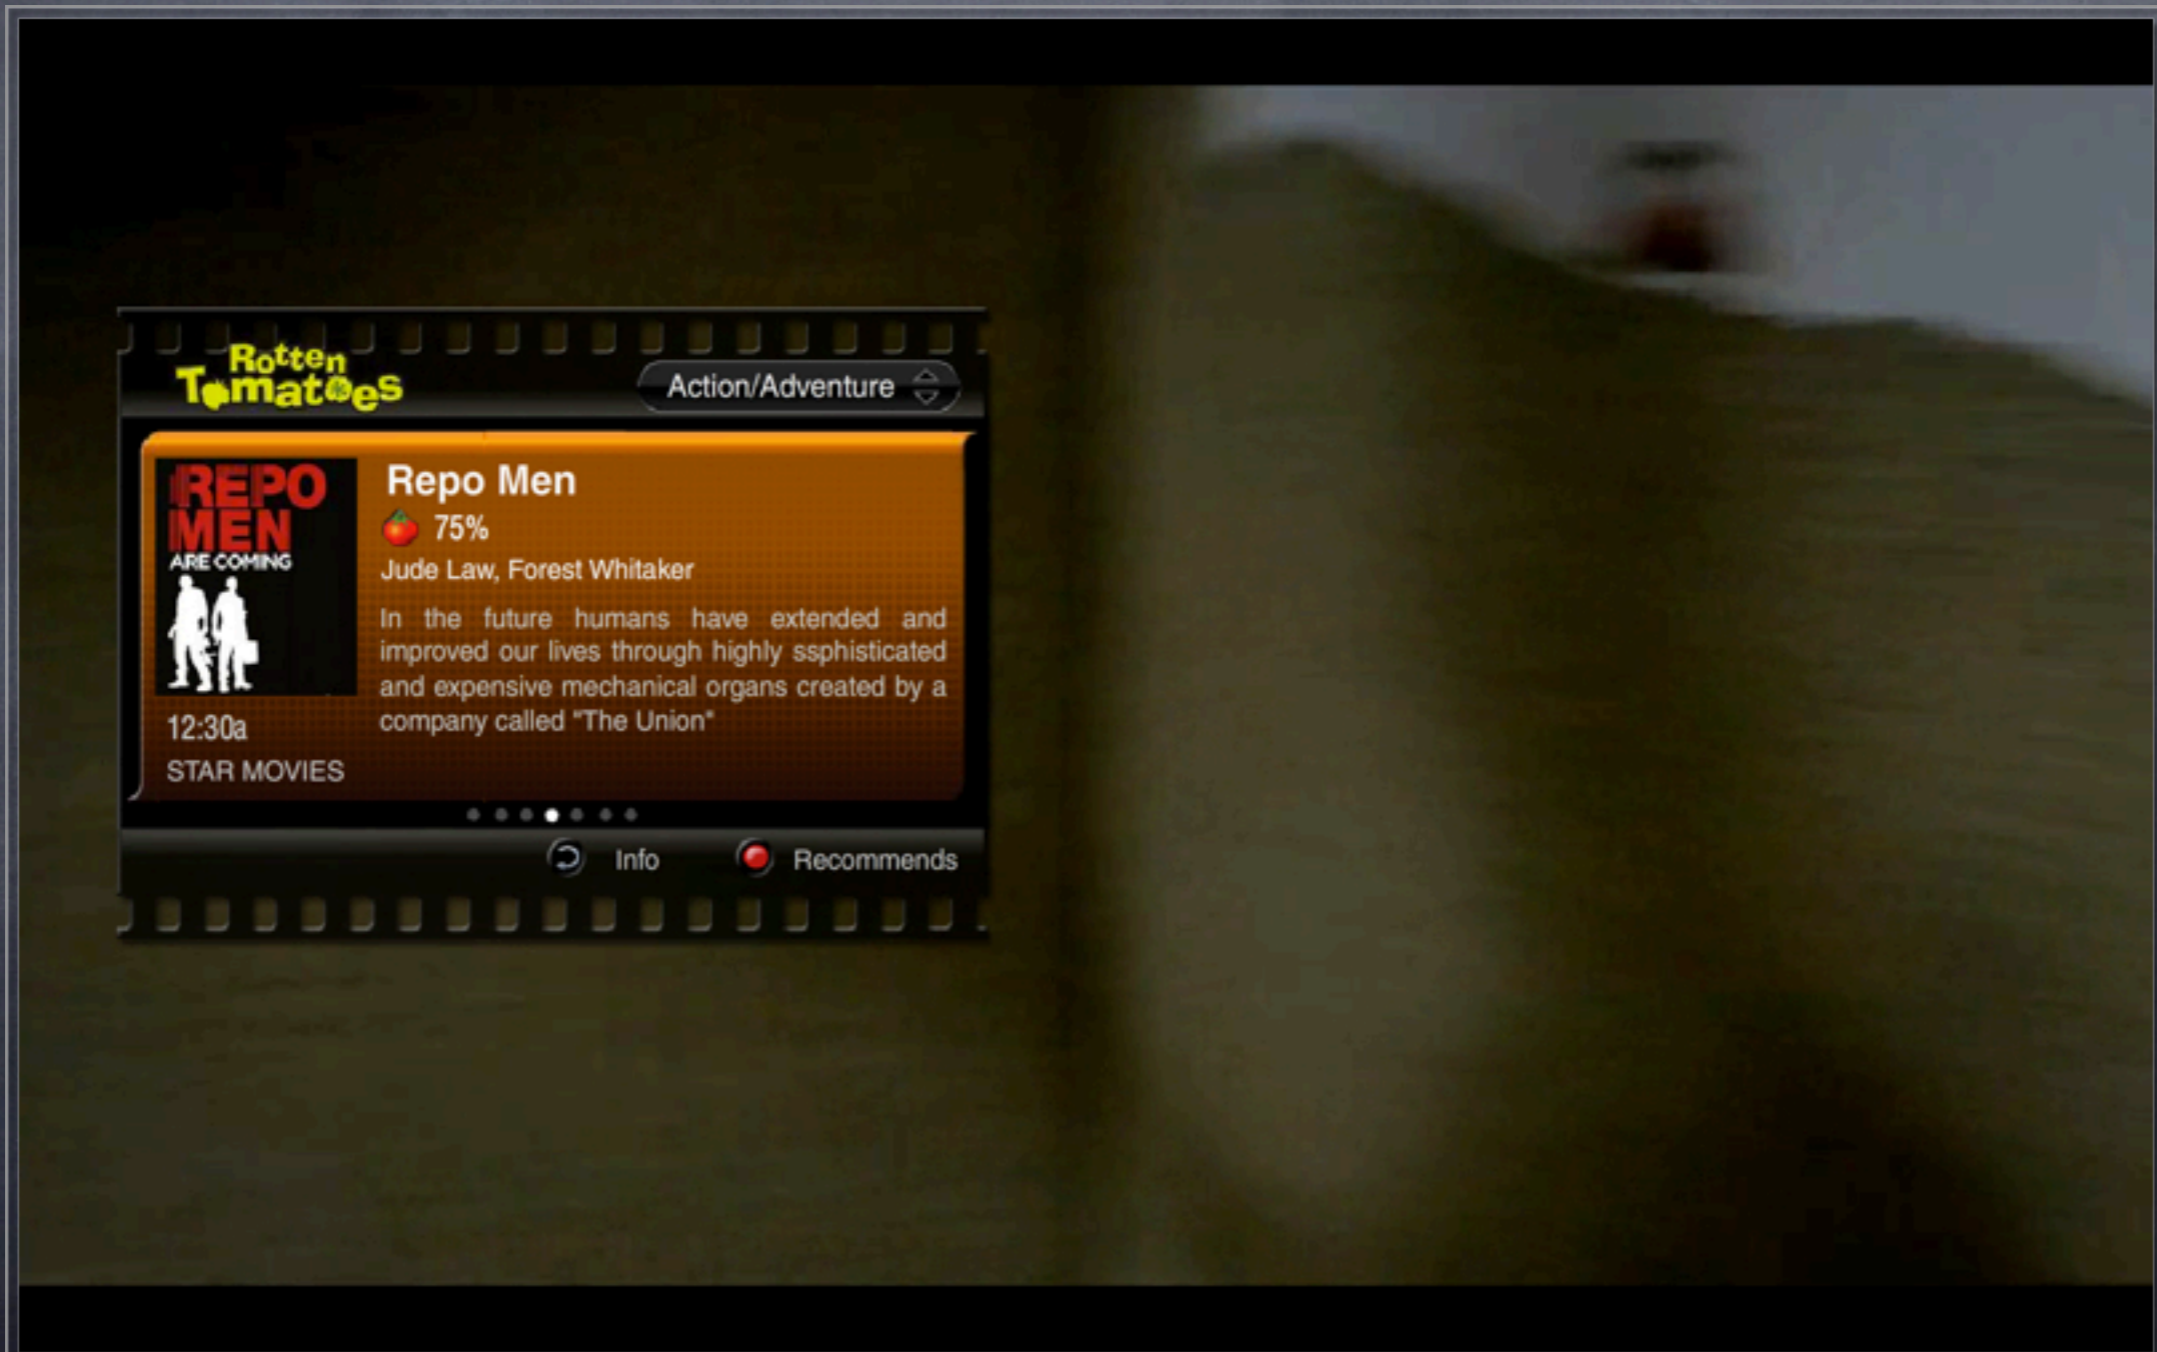 Rotten
Tomatoes
Action/Adventure
REPO
MEN
ARE COMING
Repo Men
75%
Jude Law, Forest Whitaker
In the future humans have extended and
improved our lives through highly ssphisticated
and expensive mechanical organs created by a
company called "The Union"
12:30a
STAR MOVIES
Info
Recommends